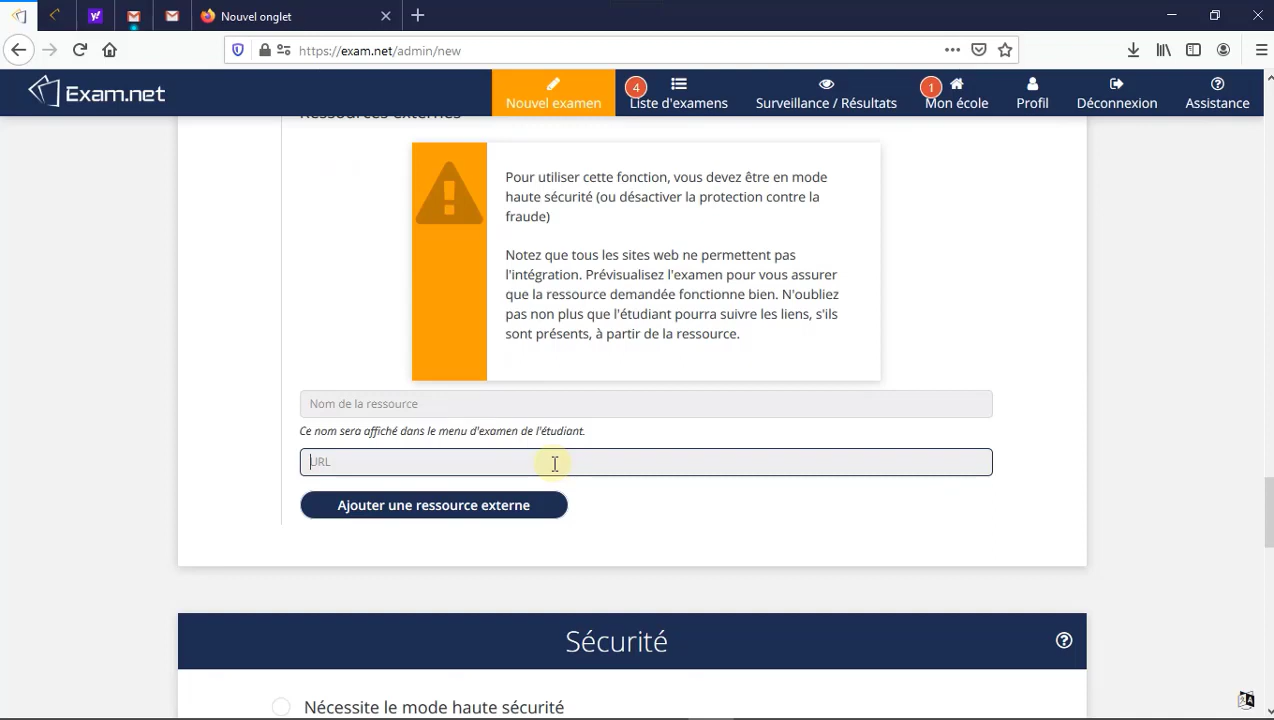 Nouvel onglet
https://exam.net/admin/new
Exam.net
Nouvel examen
4
Liste d'examens
Surveillance / Résultats
1
Mon école
Profil
Déconnexion
Assistance
Ressources externes
Pour utiliser cette fonction, vous devez être en mode
haute sécurité (ou désactiver la protection contre la
fraude)
Notez que tous les sites web ne permettent pas
l'intégration. Prévisualisez l'examen pour vous assurer
que la ressource demandée fonctionne bien. N'oubliez
pas non plus que l'étudiant pourra suivre les liens, s'ils
sont présents, à partir de la ressource.
Nom de la ressource
Ce nom sera affiché dans le menu d'examen de l'étudiant.
URL
Ajouter une ressource externe
Sécurité
Nécessite le mode haute sécurité